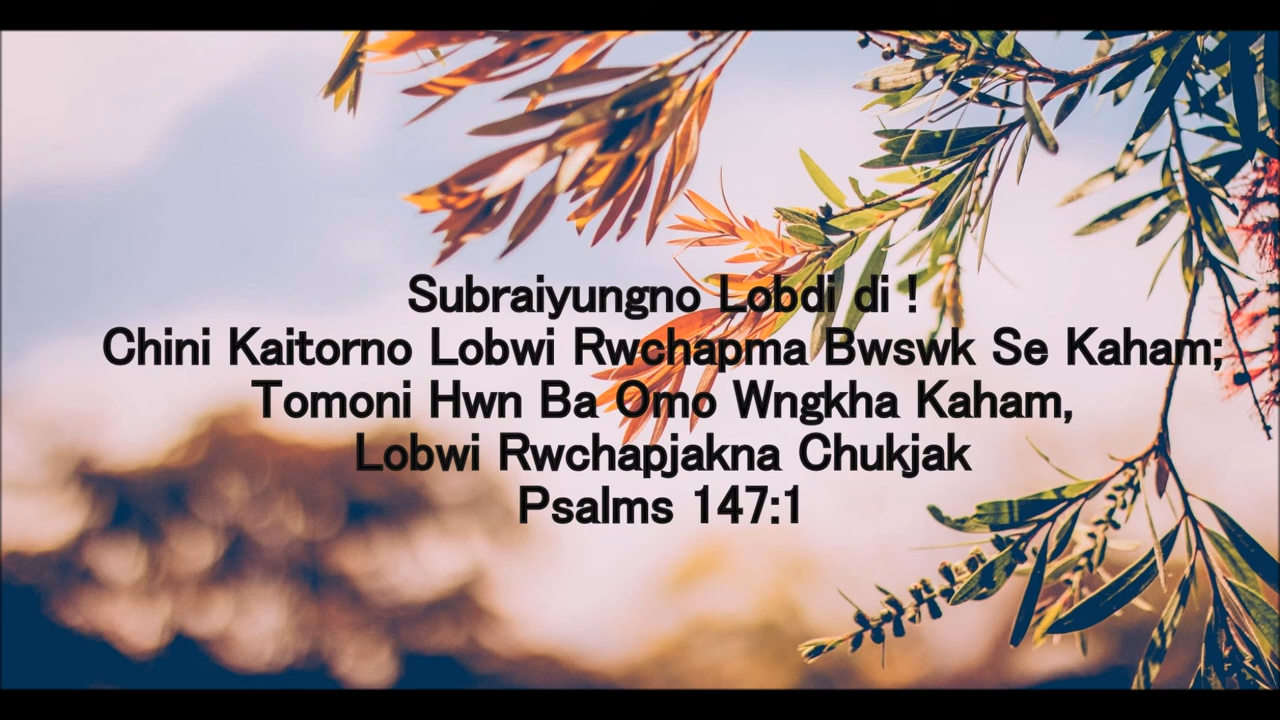 Subraiyungno Lobdi di !
Chini Kaitorno Lobwi Rwchapma Bwswk Se Kaham;
Tomoni Hwn Ba Omo Wngkha Kaham,
Lobwi Rwchapjakna Chukjak
Psalms 147:1